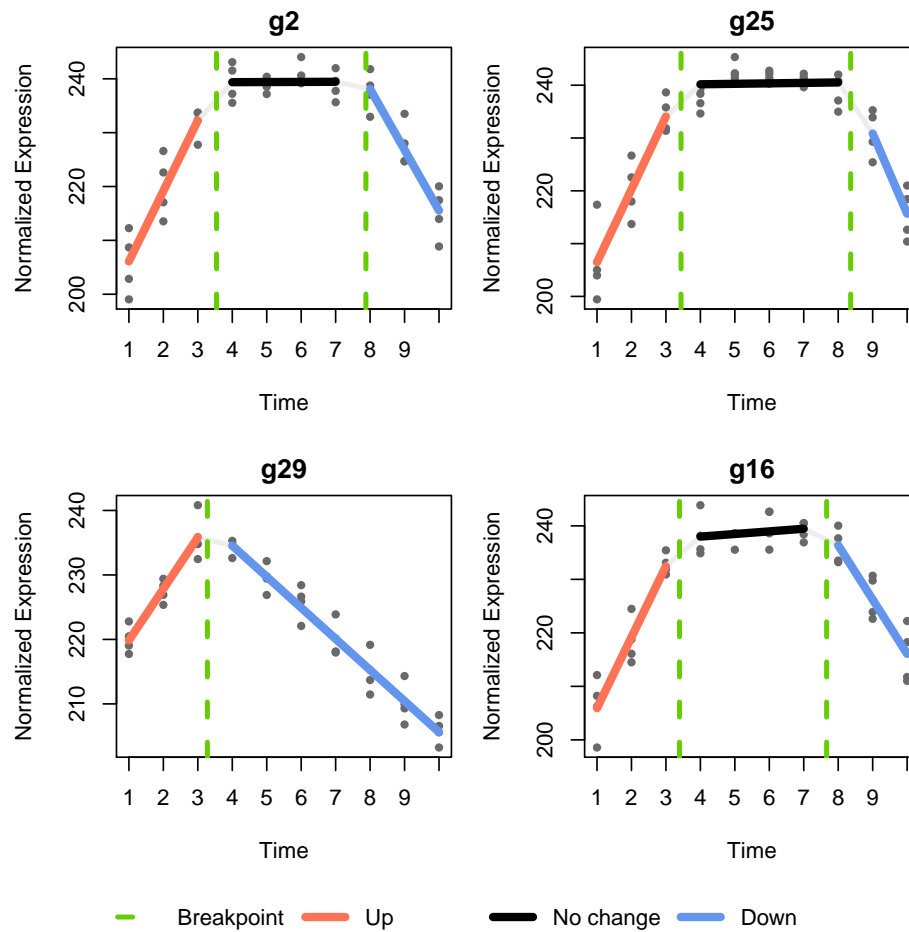 g2
Normalized Expression
240
220
200
1 2 3 4 5 6 7 8 9
Time
g25
Normalized Expression
240
220
200
1 2 3 4 5 6 7 8 9
Time
g29
Normalized Expression
240
230
220
210
1 2 3 4 5 6 7 8 9
Time
g16
Normalized Expression
240
220
200
1 2 3 4 5 6 7 8 9
Time
Breakpoint Up No change Down